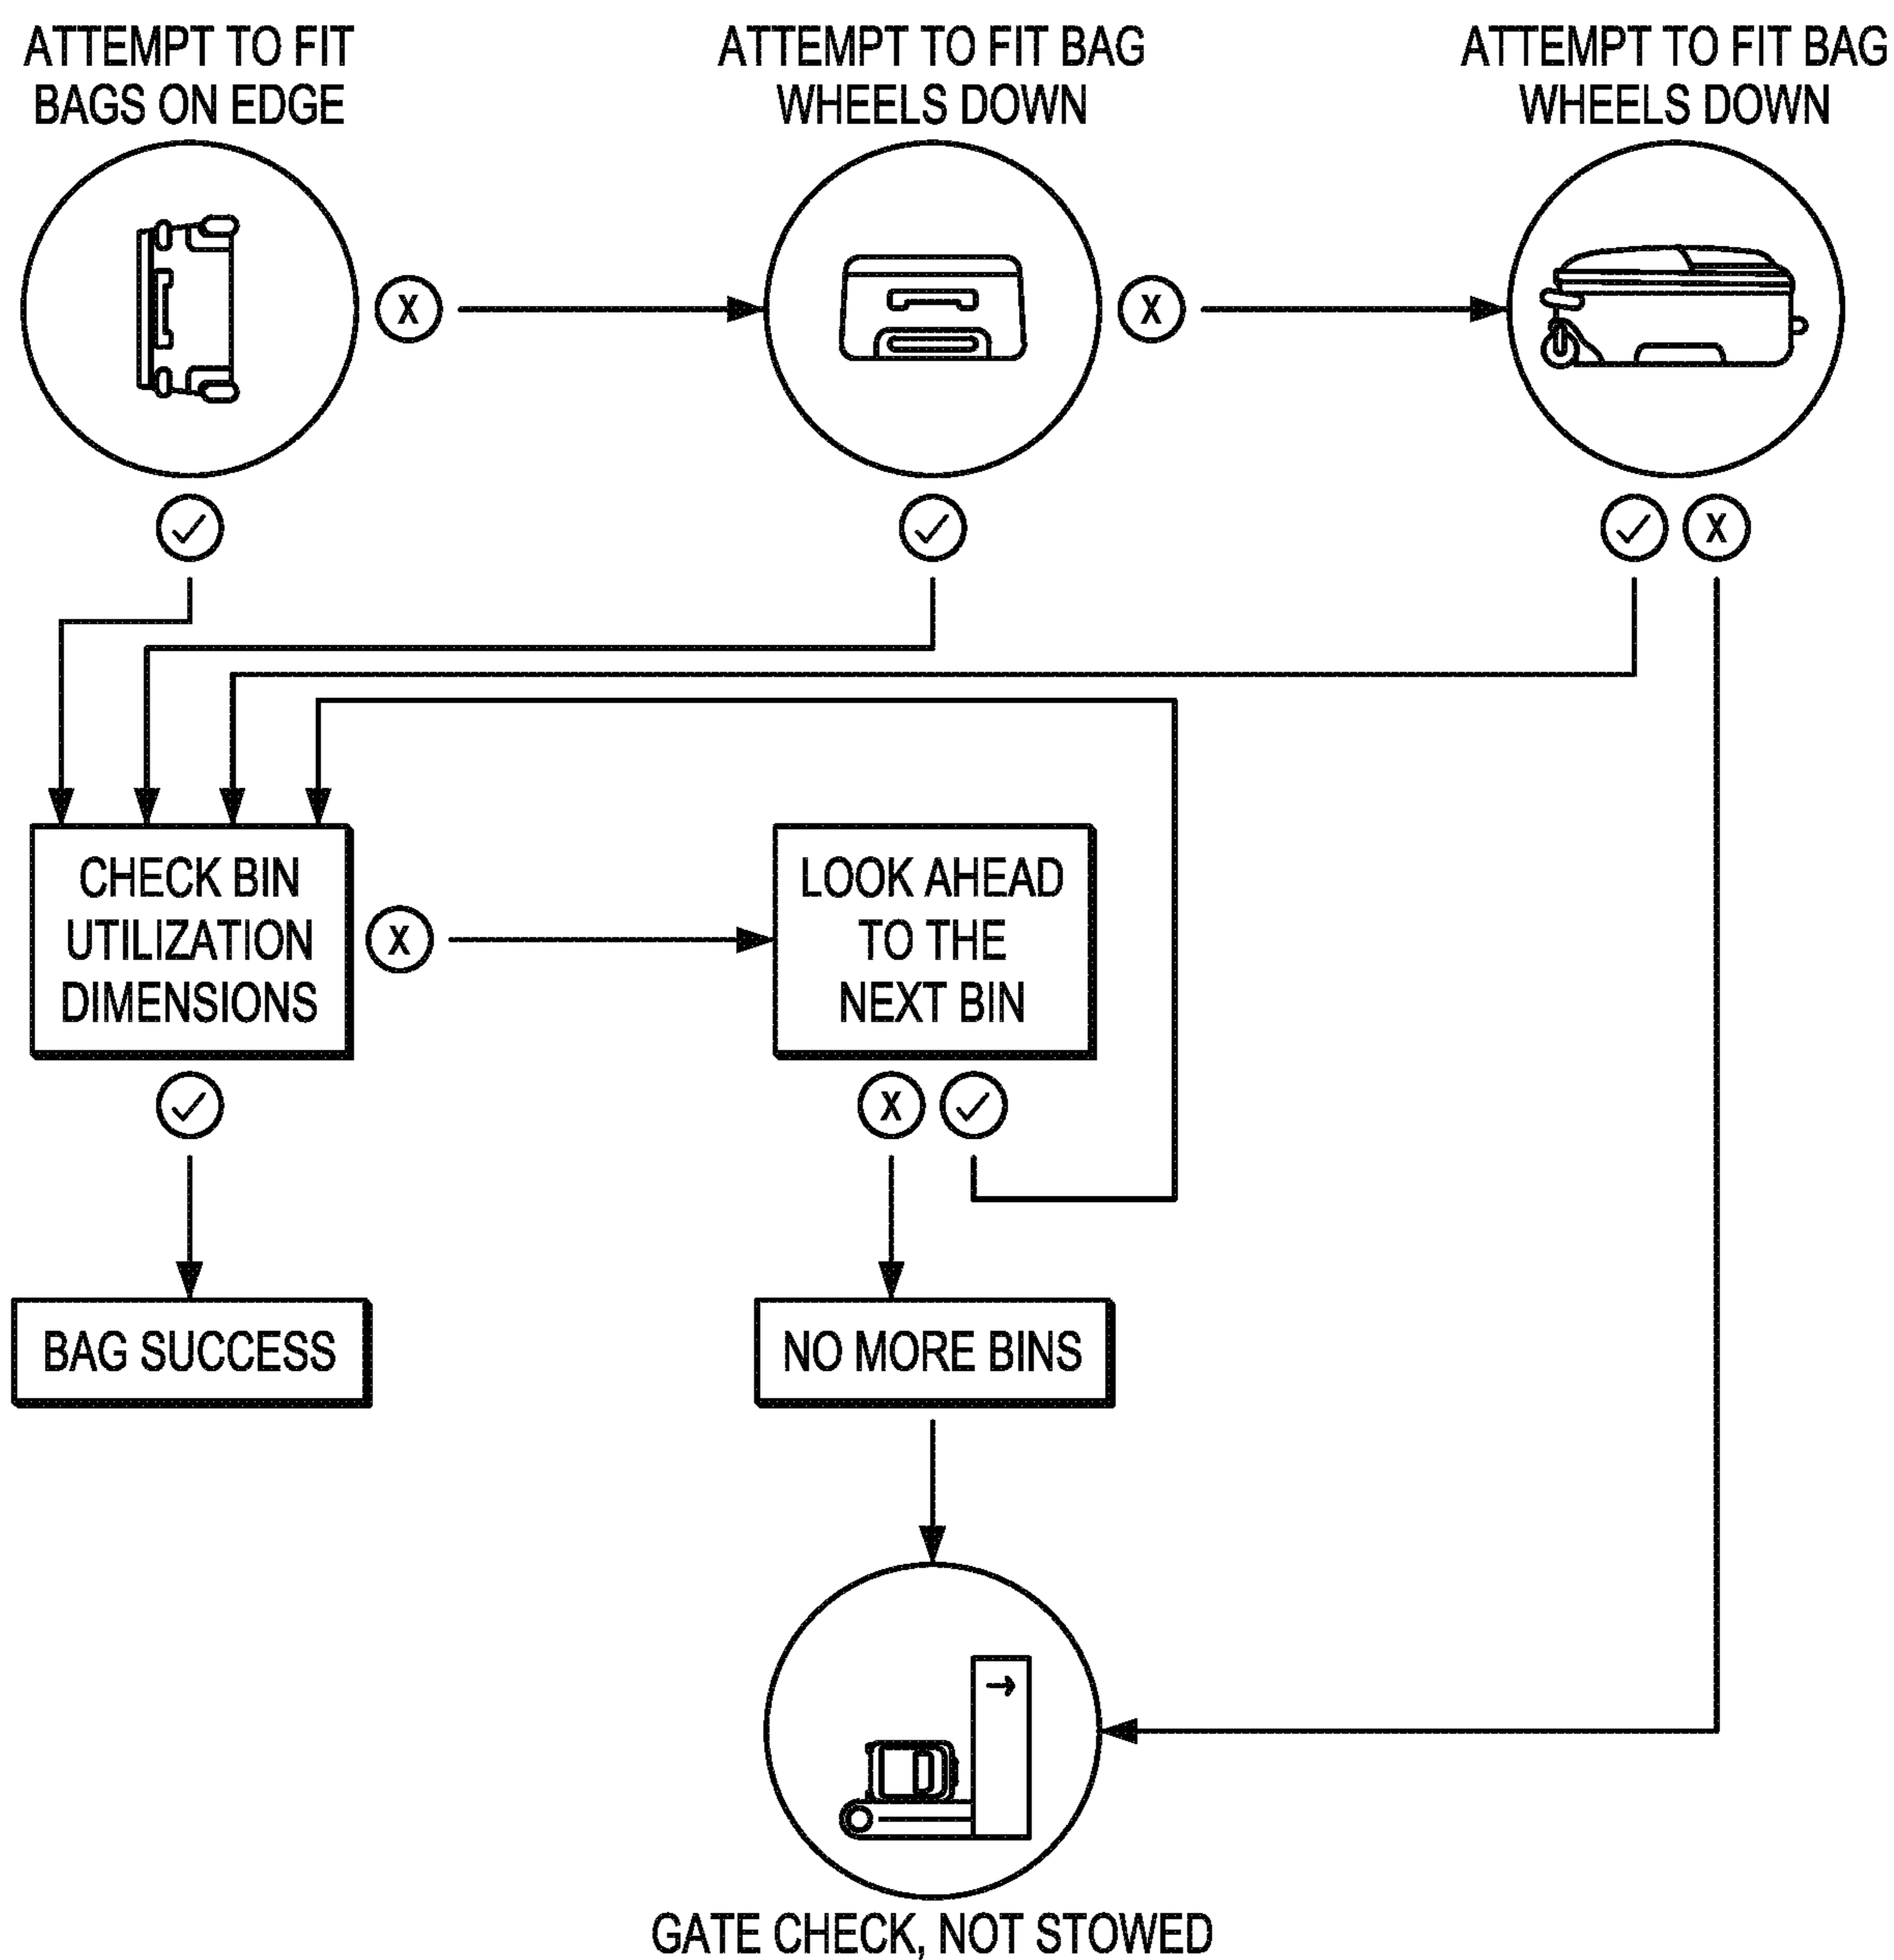 ATTEMPT TO FIT
BAGS ON EDGE
ATTEMPT TO FIT BAG
WHEELS DOWN
ATTEMPT TO FIT BAG
WHEELS DOWN
X
X
X
CHECK BIN
UTILIZATION
DIMENSIONS
X
LOOK AHEAD
TO THE
NEXT BIN
X
BAG SUCCESS
NO MORE BINS
GATE CHECK, NOT STOWED